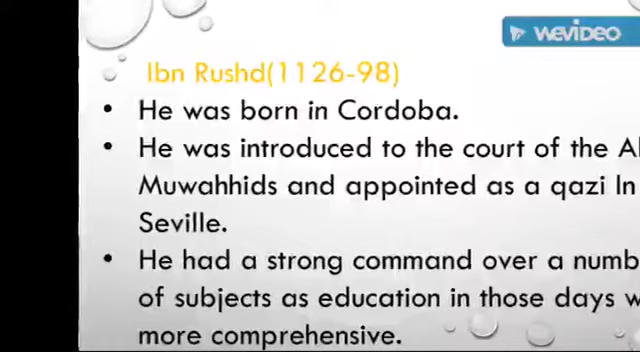 WEVIDEO
Ibn Rushd(1126-98)
• He was born in Cordoba.
• He was introduced to the court of the
Muwahhids and appointed as a qazi In
Seville.
• He had a strong command over a
of subjects as education in those days
more comprehensive.